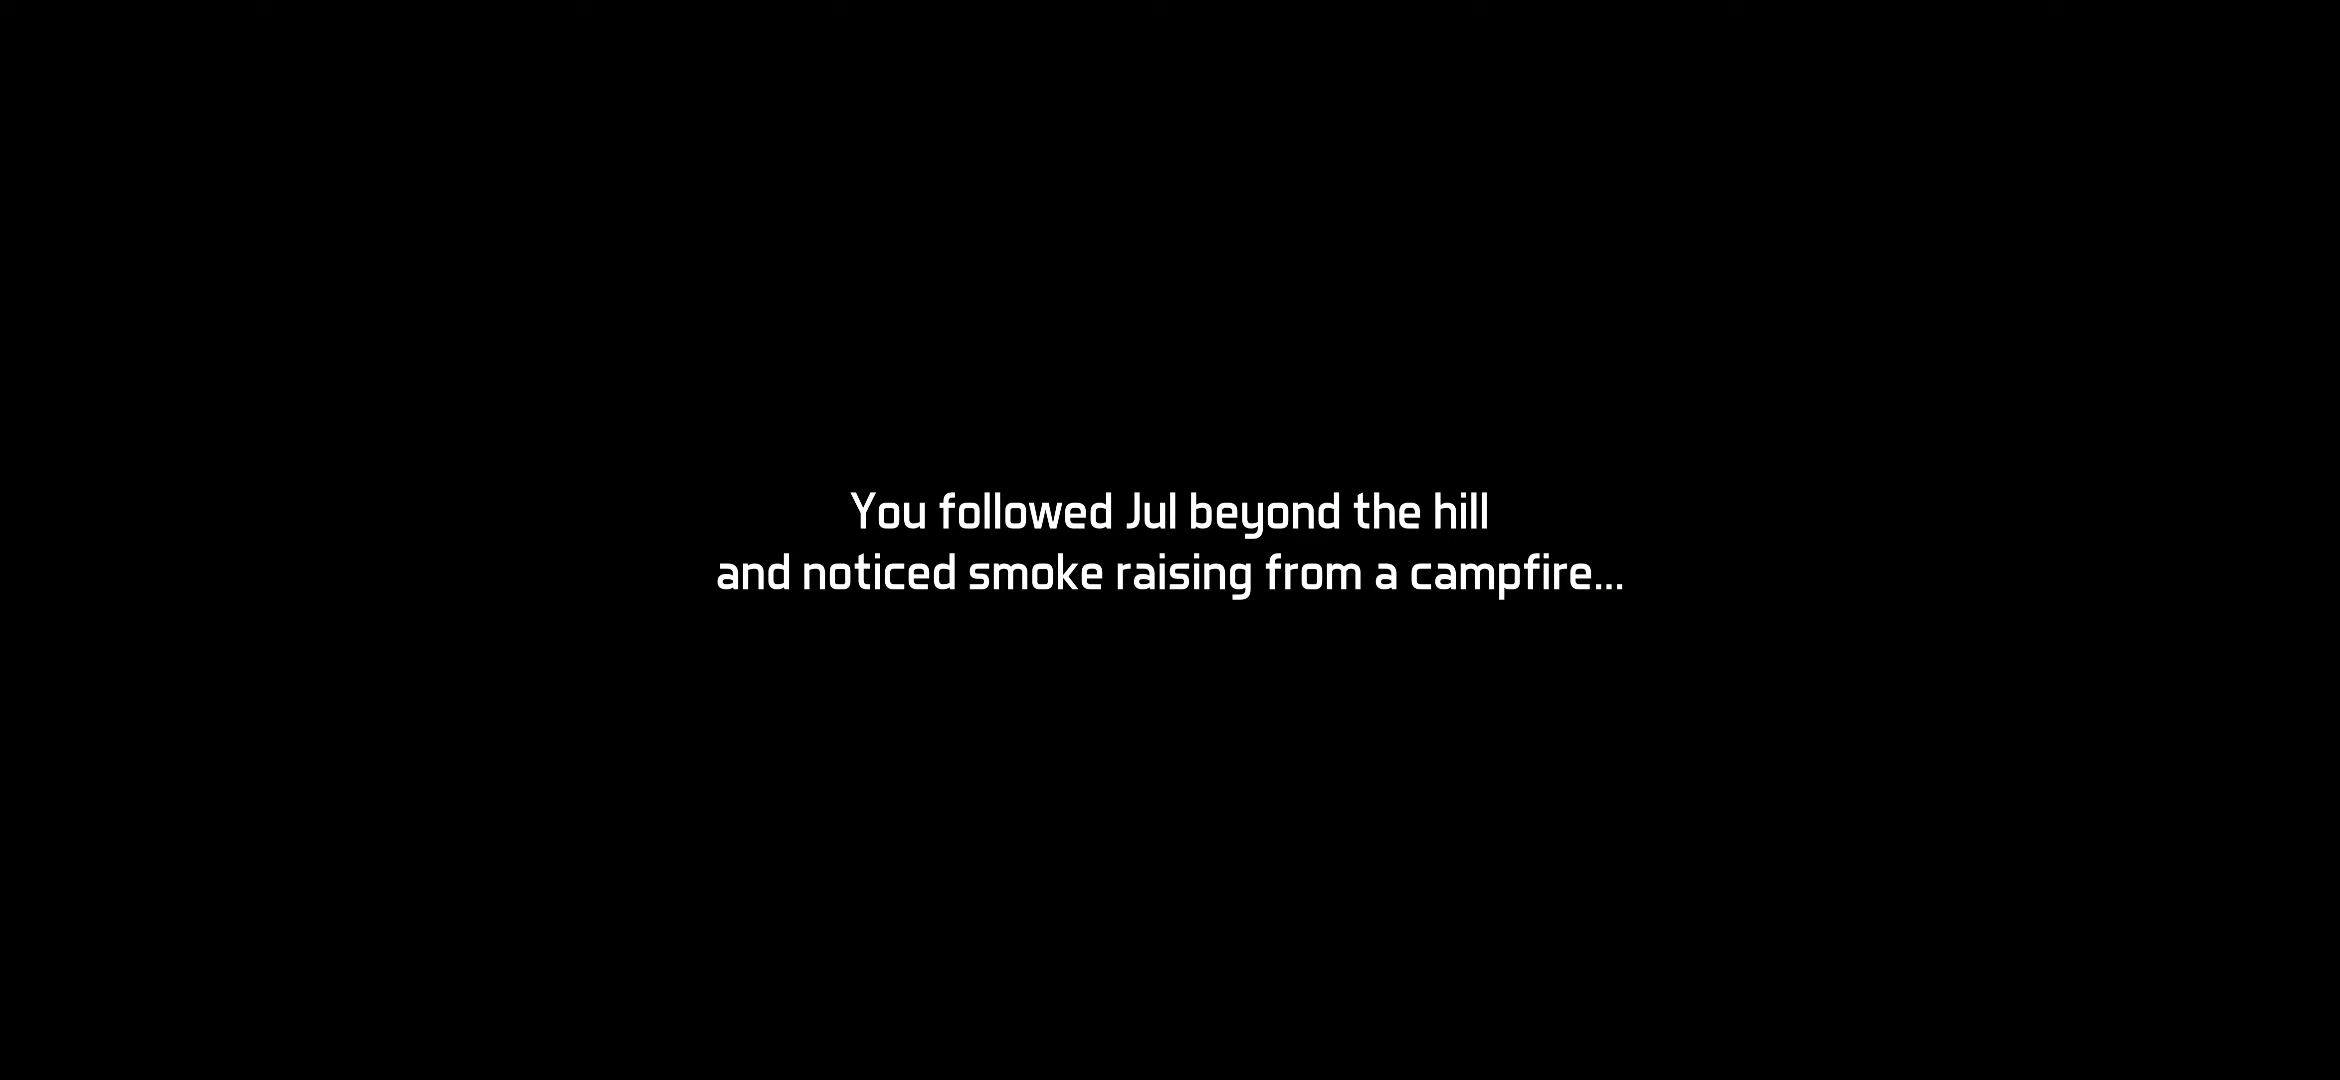 You followed Jul beyond the hill
and noticed smoke raising from a campfire...